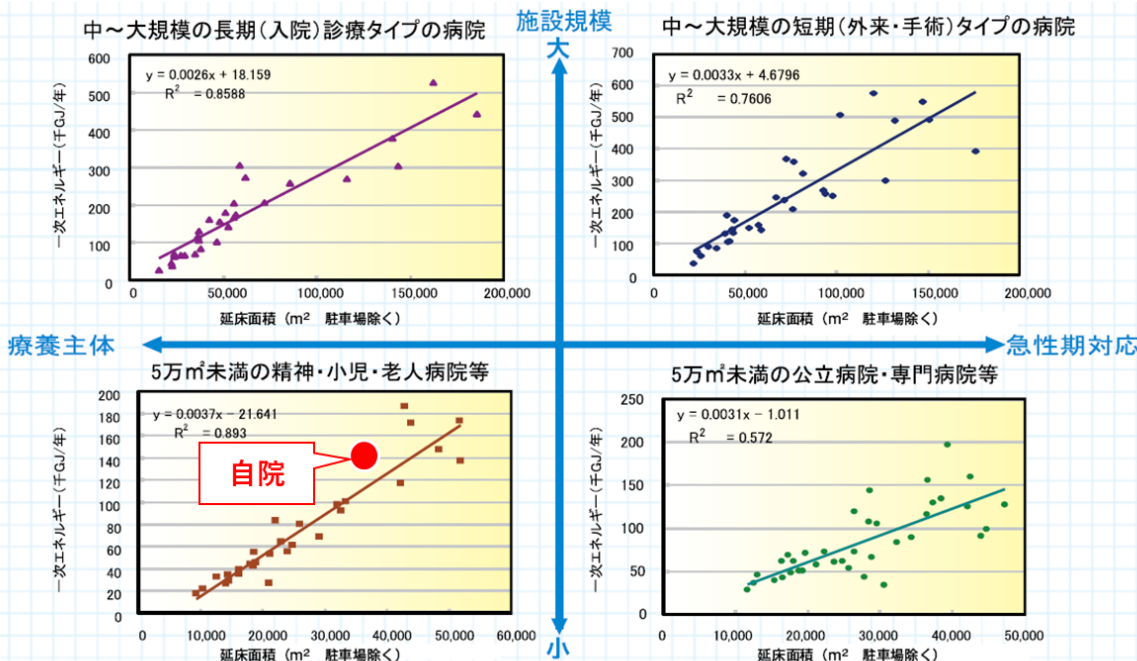 施設規模
大
中~大規模の長期(入院)診療タイプの病院
一次エネルギー(千GJ/年)
y = 0.0026x + 18.159
R² = 0.8588
600
500
400
300
200
100
0
0 50,000 100,000 150,000 200,000
延床面積(m² 駐車場除く)
中~大規模の短期(外来・手術)タイプの病院
一次エネルギー(千GJ/年)
y = 0.0033x + 4.6796
R² = 0.7606
700
600
500
400
300
200
100
0
0 50,000 100,000 150,000 200,000
延床面積(m² 駐車場除く)
療養主体
急性期対応
5万㎡未満の精神・小児・老人病院等
一次エネルギー(千GJ/年)
y = 0.0037x − 21.641
R² = 0.893
自院
200
180
160
140
120
100
80
60
40
20
0
0 10,000 20,000 30,000 40,000 50,000 60,000
延床面積(m² 駐車場除く)
5万㎡未満の公立病院・専門病院等
一次エネルギー(千GJ/年)
y = 0.0031x − 1.011
R² = 0.572
250
200
150
100
50
0
0 10,000 20,000 30,000 40,000 50,000
延床面積(m² 駐車場除く)
小